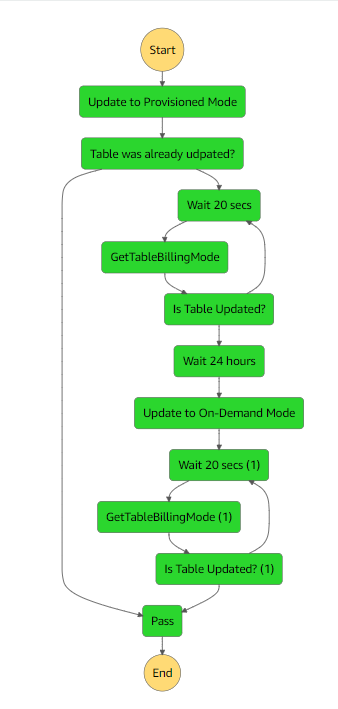 Start
Update to Provisioned Mode
Table was already udpated?
Wait 20 secs
GetTableBillingMode
Is Table Updated?
Wait 24 hours
Update to On-Demand Mode
Wait 20 secs (1)
GetTableBillingMode (1)
Is Table Updated? (1)
Pass
End